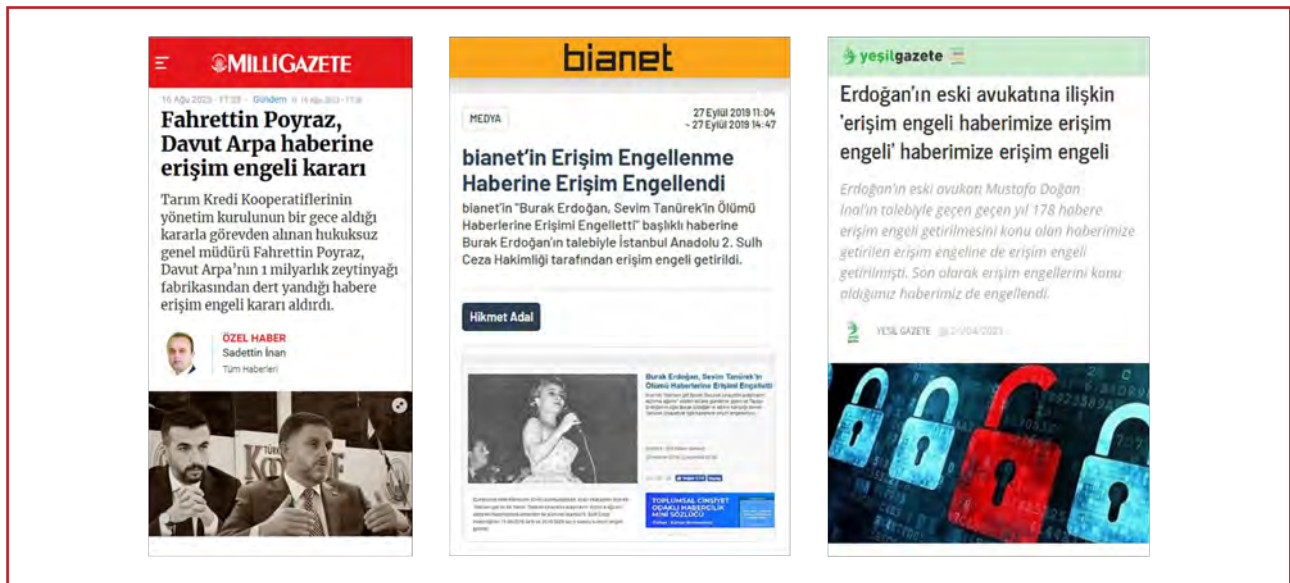 MİLLİ GAZETE
Gündem
Fahrettin Poyraz,
Davut Arpa haberine
erişim engeli kararı
Tarım Kredi Kooperatiflerinin
yönetim kurulunun bir gece aldığı
kararla görevden alınan hukuksuz
genel müdürü Fahrettin Poyraz,
Davut Arpa’nın 1 milyarlık zeytinyağı
fabrikasından dert yandığı habere
erişim engeli kararı aldırdı.
ÖZEL HABER
Sadettin İnan
Tüm Haberleri
bianet
MEDYA
27 Eylül 2019 11:04
~ 27 Eylül 2019 14:47
bianet’in Erişim Engellenme
Haberine Erişim Engellendi
bianet’in "Burak Erdoğan, Sevim Tanürek’in Ölümü
Haberlerine Erişimi Engelletti" başlıklı haberine
Burak Erdoğan’ın talebiyle İstanbul Anadolu 2. Sulh
Ceza Hakimliği tarafından erişim engeli getirildi.
Hikmet Adal
Burak Erdoğan, Sevim Tanürek’in
Ölümü Haberlerine Erişimi Engelletti
TOPLUMSAL CİNSİYET
ODAKLI HABERCİLİK
MİNİ SÖZLÜĞÜ
yeşilgazete
Erdoğan’ın eski avukatına ilişkin
‘erişim engeli haberimize erişim
engeli’ haberimize erişim engeli
Erdoğan’ın eski avukatı Mustafa Doğan
İnal’ın talebiyle geçen geçen yıl 178 habere
erişim engeli getirilmesini konu olan haberimize
getirilen erişim engeline de erişim engeli
getirilmişti. Son olarak erişim engellerini konu
aldığımız haberimiz de engellendi.
YEŞİL GAZETE